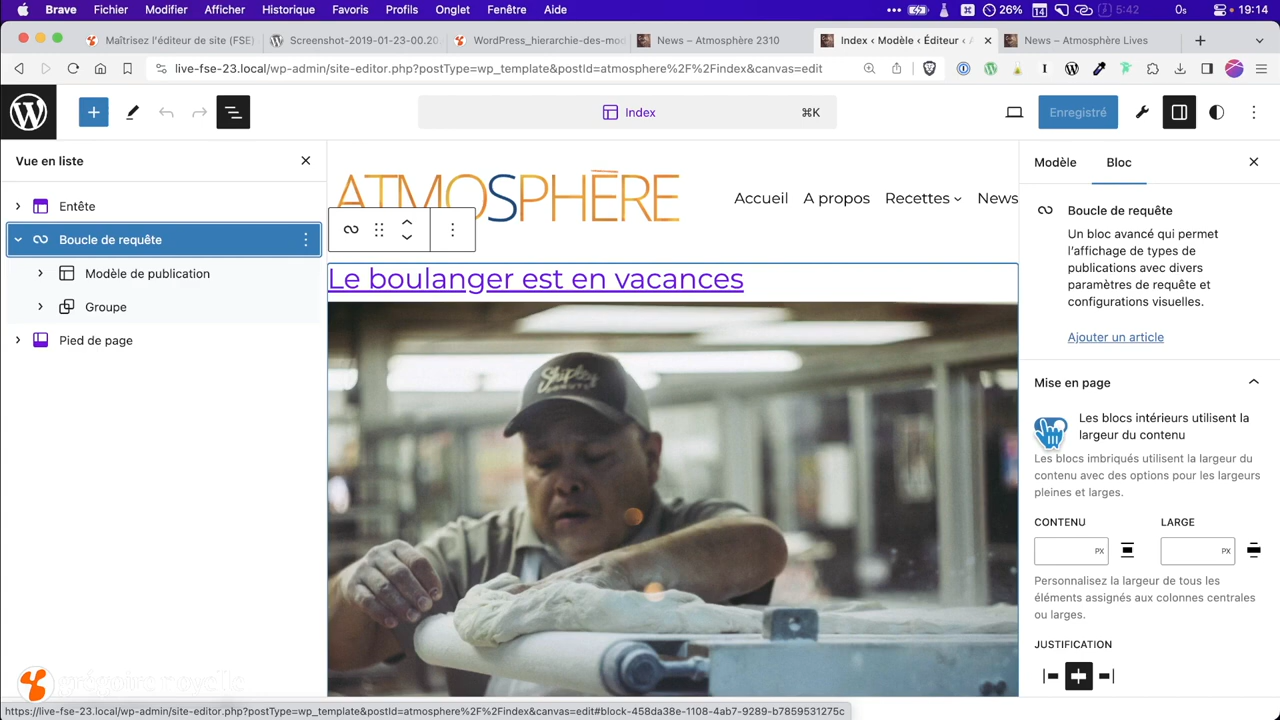 Brave Fichier Modifier Afficher Historique Favoris Profils Onglet Fenêtre Aide ••• 26% 14 5:42 0s 19:14
Maîtrisez l'éditeur de site (FSE)
Screenshot-2019-01-23-00.20
WordPress_hierarchie-des-mod
News – Atmosphère 2310
Index ‹ Modèle ‹ Éditeur ‹ A
News – Atmosphère Lives
live-fse-23.local/wp-admin/site-editor.php?postType=wp_template&postId=atmosphere%2F%2Findex&canvas=edit
Index ⌘K
Enregistré
Vue en liste
Entête
Boucle de requête
Modèle de publication
Groupe
Pied de page
ATMOSPHÈRE
Accueil A propos Recettes News
Le boulanger est en vacances
Shipley
Modèle Bloc
Boucle de requête
Un bloc avancé qui permet
l'affichage de types de
publications avec divers
paramètres de requête et
configurations visuelles.
Ajouter un article
Mise en page
Les blocs intérieurs utilisent la
largeur du contenu
Les blocs imbriqués utilisent la largeur du
contenu avec des options pour les largeurs
pleines et larges.
CONTENU LARGE
PX PX
Personnalisez la largeur de tous les
éléments assignés aux colonnes centrales
ou larges.
JUSTIFICATION
grégoire noyelle
https://live-fse-23.local/wp-admin/site-editor.php?postType=wp_template&postId=atmosphere%2F%2Findex&canvas=edit#block-458da38e-1108-4ab7-9289-b7859531275c